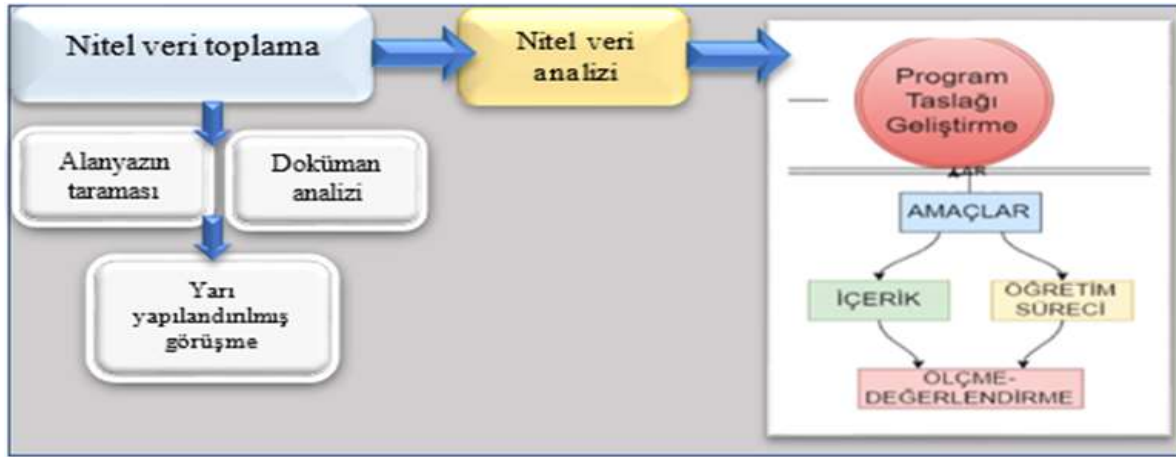 Nitel veri toplama
Nitel veri
analizi
Alanyazın
taraması
Doküman
analizi
Yarı
yapılandırılmış
görüşme
Program
Taslağı
Geliştirme
AMAÇLAR
İÇERİK
ÖĞRETİM
SÜRECİ
ÖLÇME-
DEĞERLENDİRME